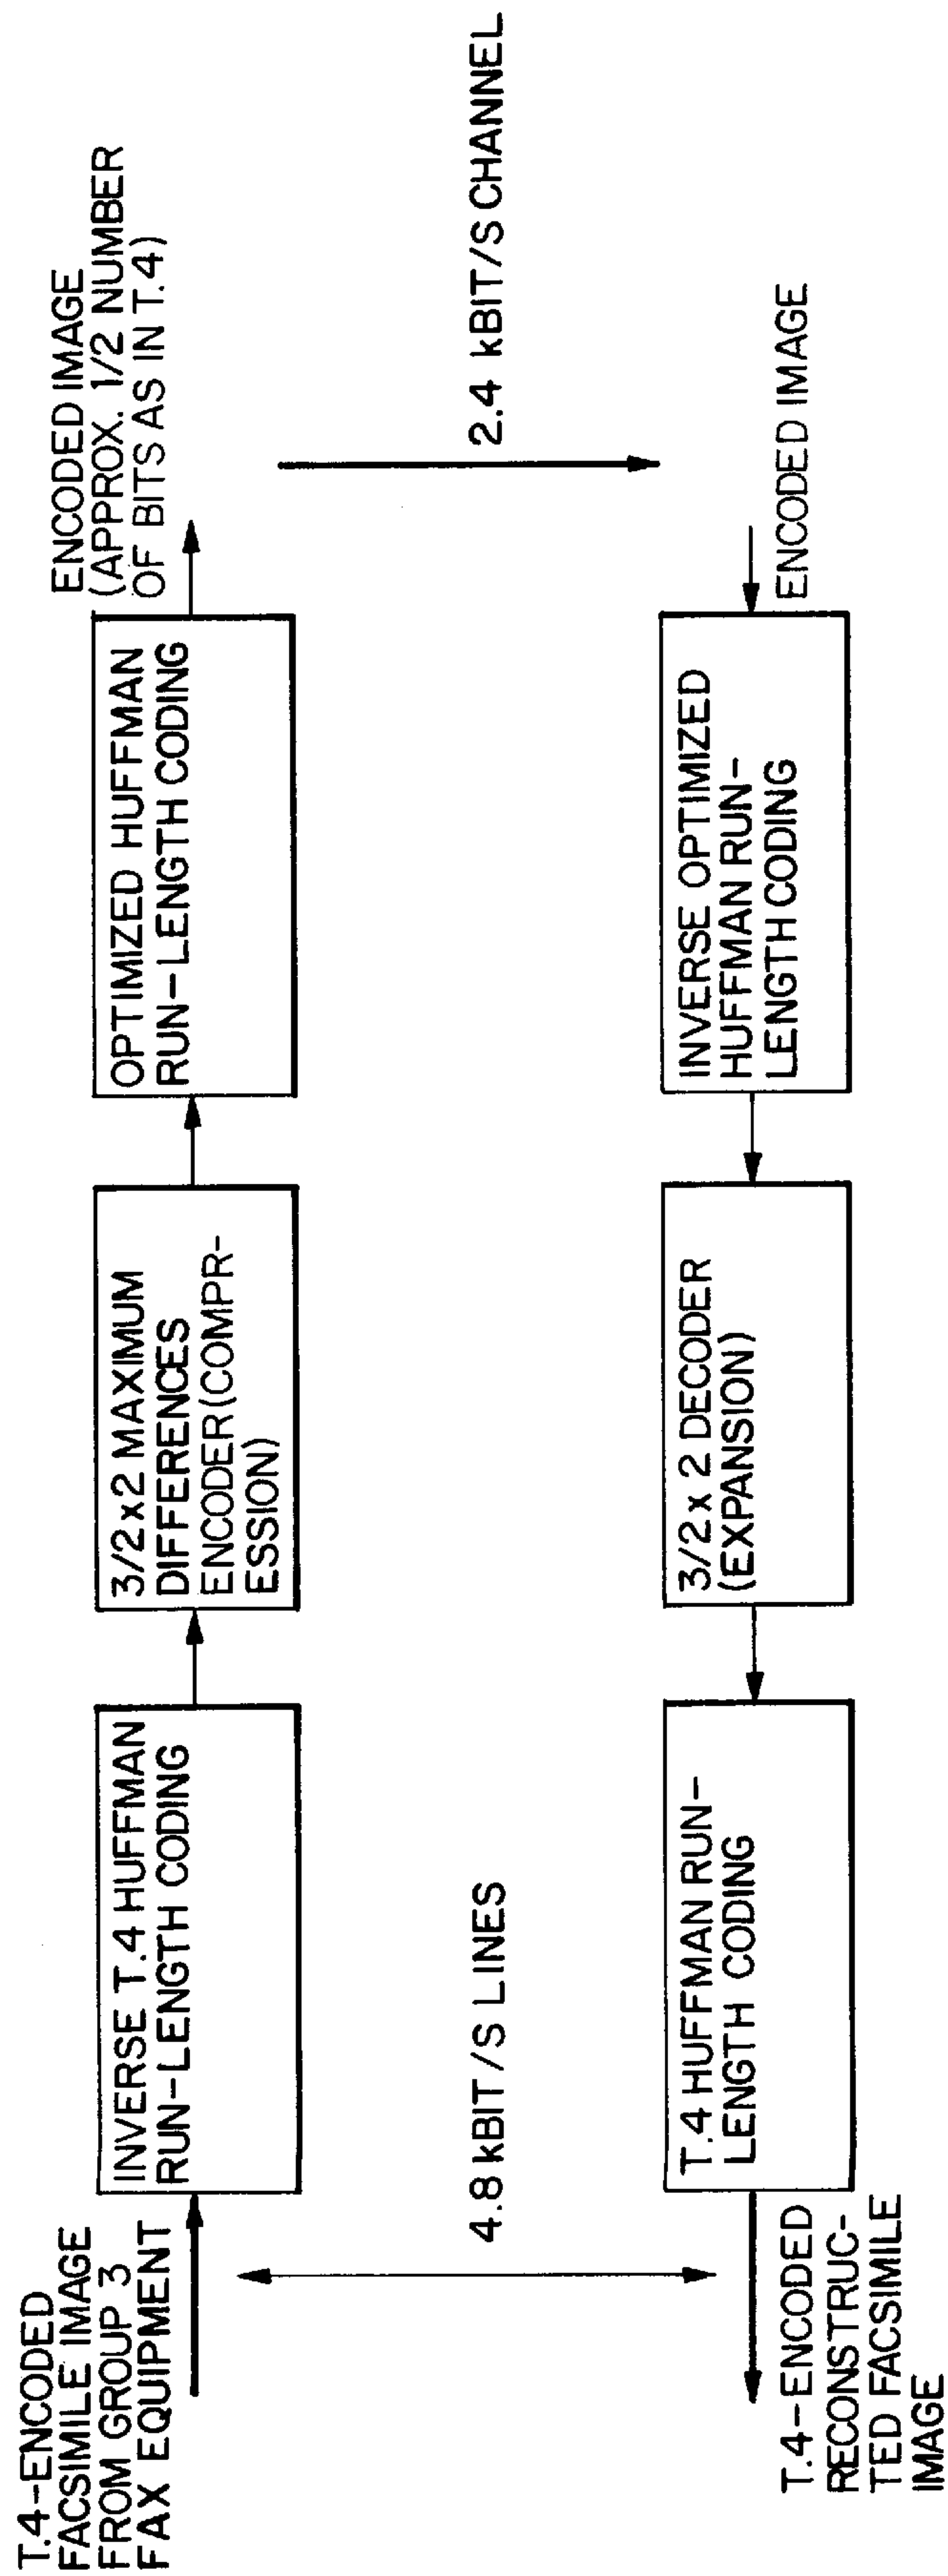 T.4-ENCODED
FACSIMILE IMAGE
FROM GROUP 3
FAX EQUIPMENT
INVERSE T.4 HUFFMAN
RUN-LENGTH CODING
3/2x2 MAXIMUM
DIFFERENCES
ENCODER(COMPR-
ESSION)
OPTIMIZED HUFFMAN
RUN-LENGTH CODING
ENCODED IMAGE
(APPROX. 1/2 NUMBER
OF BITS AS IN T.4)
4.8 kBIT/S LINES
2.4 kBIT/S CHANNEL
T.4-ENCODED
RECONSTRUC-
TED FACSIMILE
IMAGE
T.4 HUFFMAN RUN-
LENGTH CODING
3/2 x 2 DECODER
(EXPANSION)
INVERSE OPTIMIZED
HUFFMAN RUN-
LENGTH CODING
ENCODED IMAGE